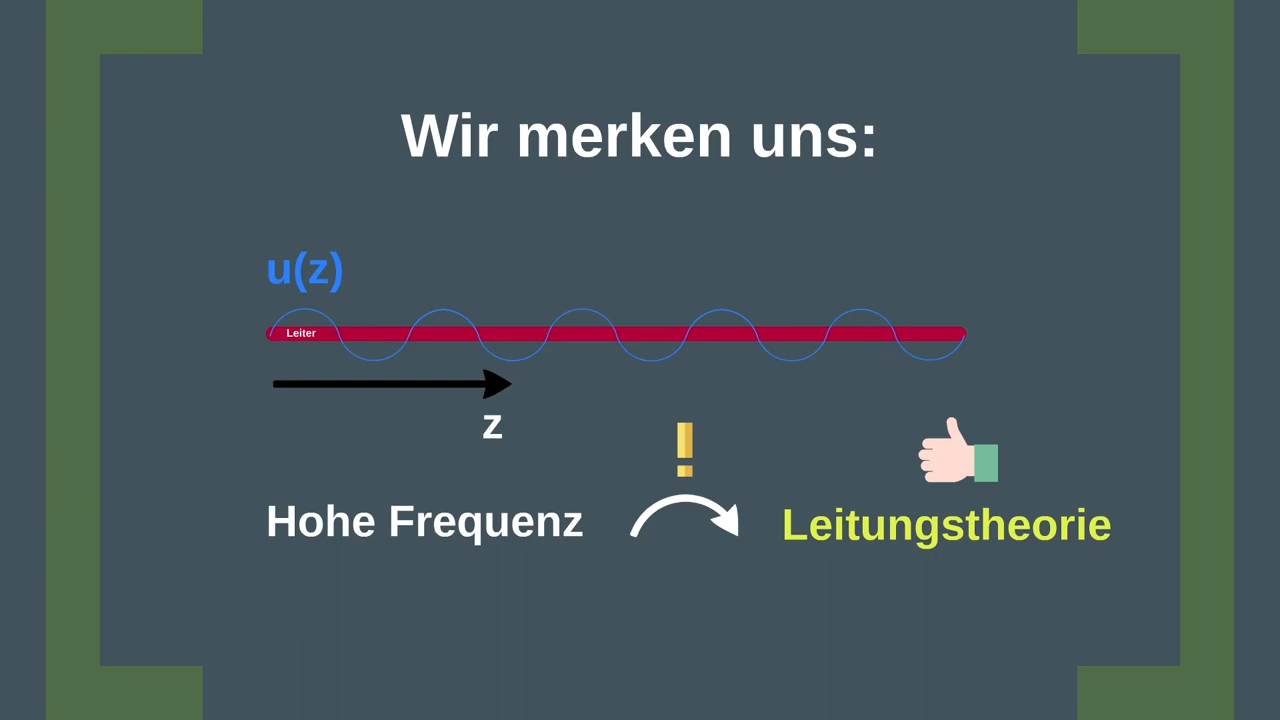 Wir merken uns:
u(z)
Leiter
z
!
Hohe Frequenz
Leitungstheorie